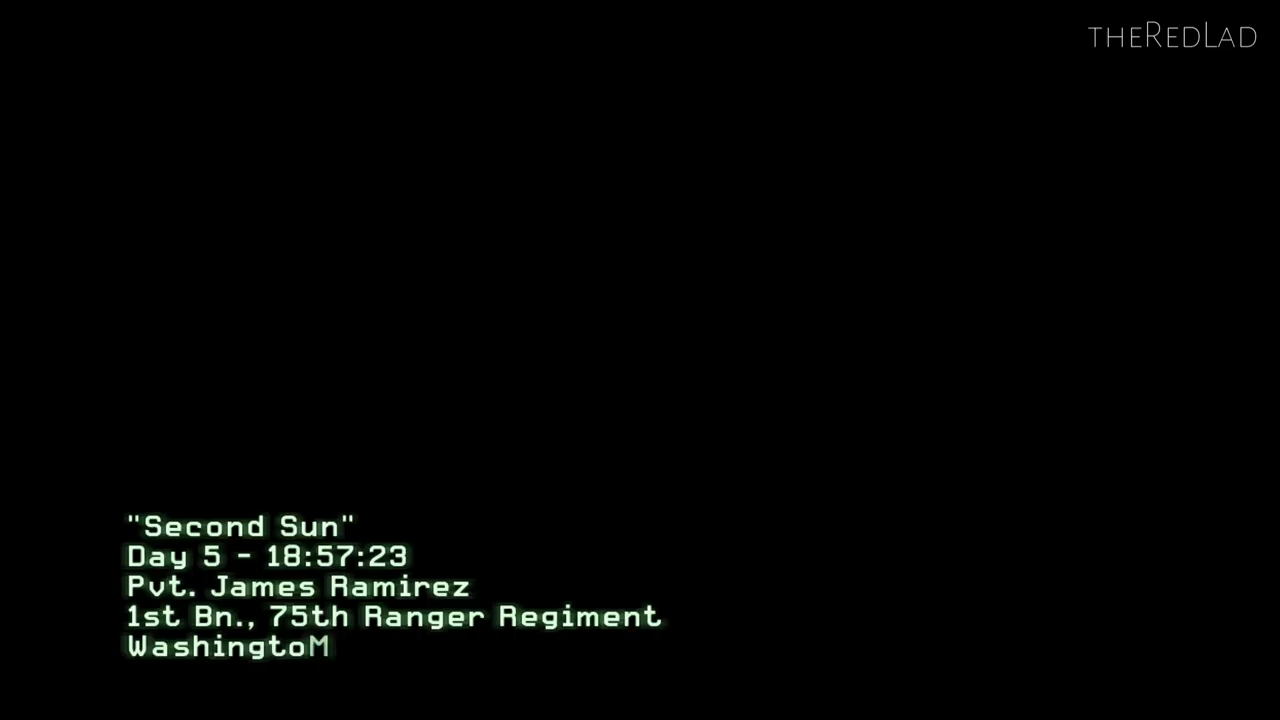 THEREDLAD
"Second Sun"
Day 5 - 18:57:23
Pvt. James Ramirez
1st Bn., 75th Ranger Regiment
WashingtoM